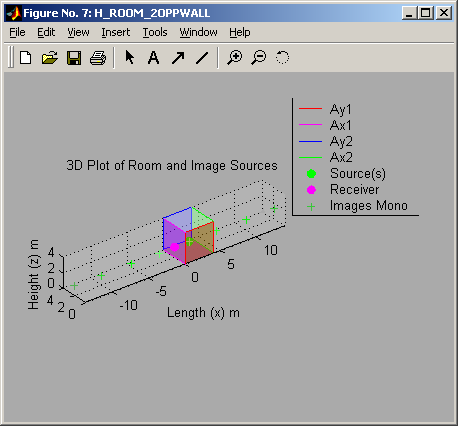 Figure No. 7: H_ROOM_2OPPWALL
File Edit View Insert Tools Window Help
A
3D Plot of Room and Image Sources
Ay1
Ax1
Ay2
Ax2
Source(s)
Receiver
Images Mono
Height (z) m
4
2
0
4
2
0
-10
-5
0
5
10
Length (x) m